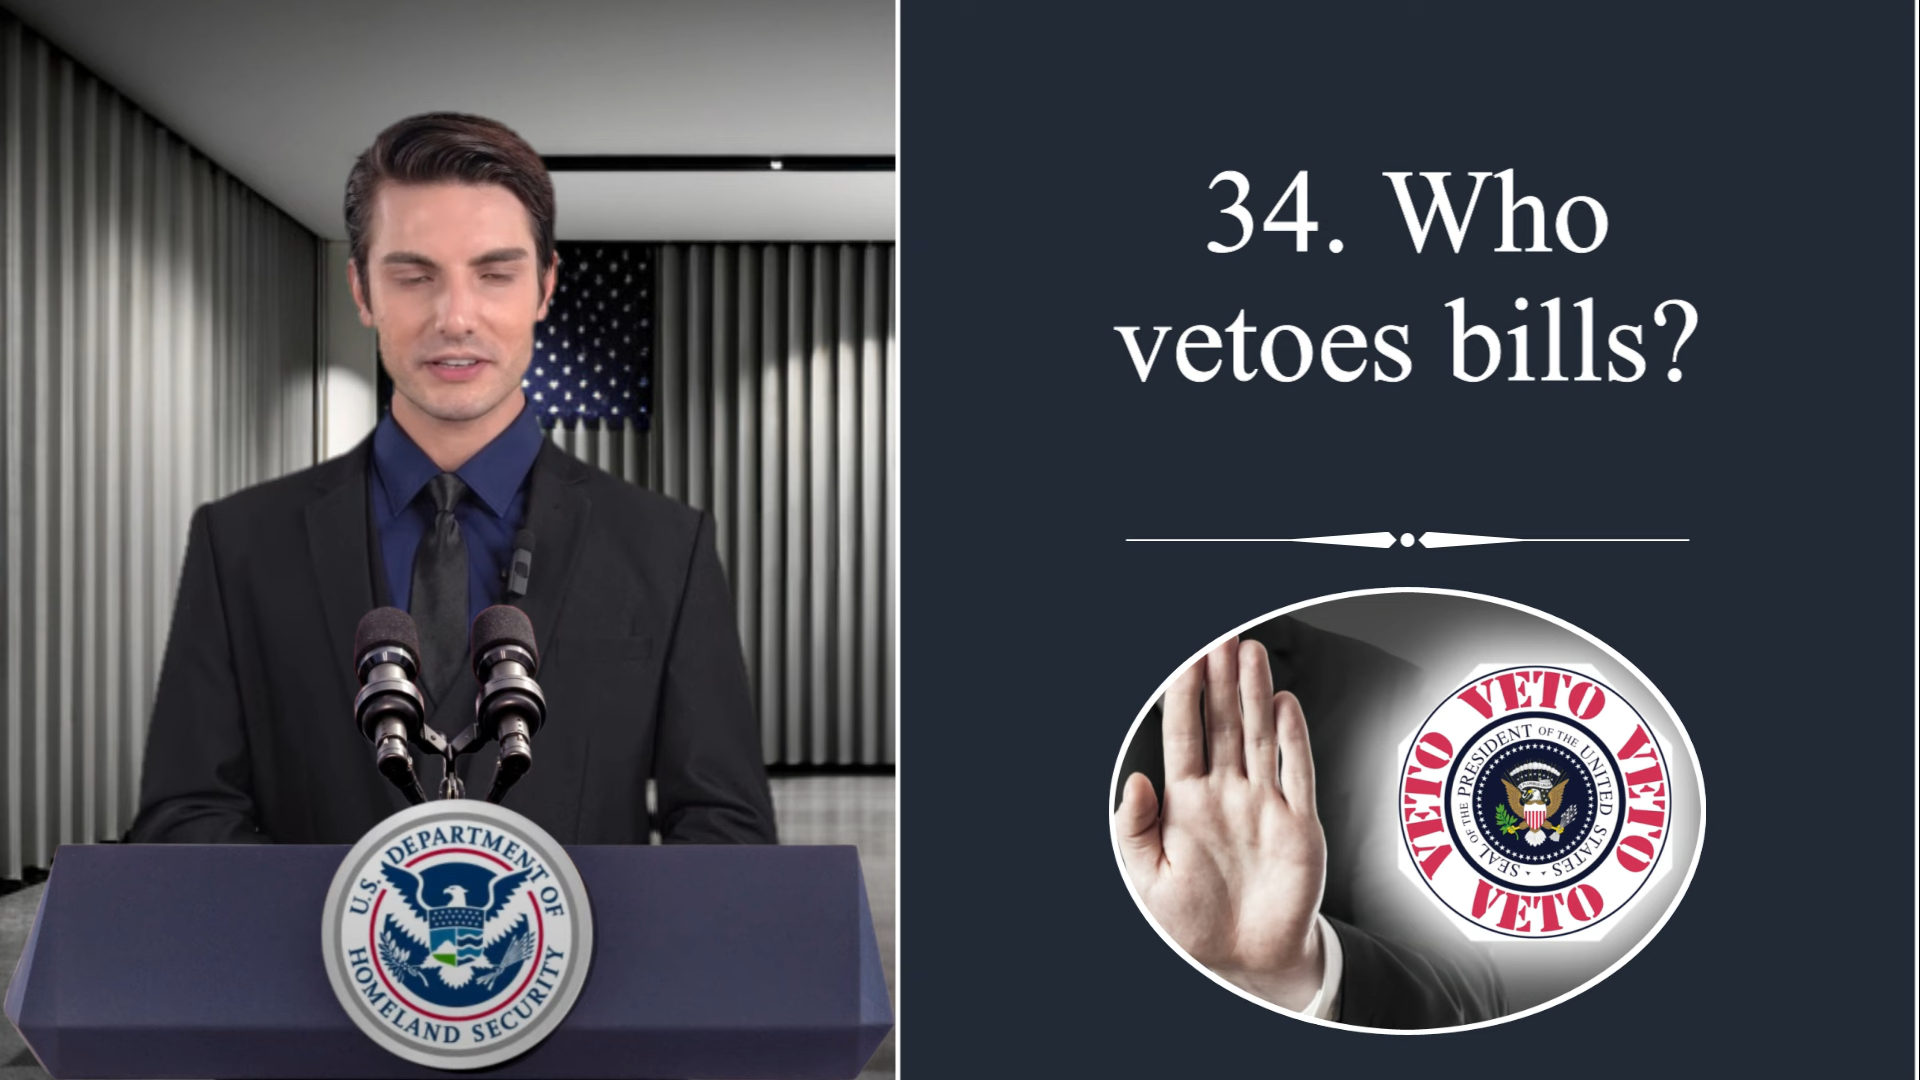 34. Who
vetoes bills?
VETO VETO VETO VETO
SEAL OF THE PRESIDENT OF THE UNITED STATES
U.S. DEPARTMENT OF
HOMELAND SECURITY